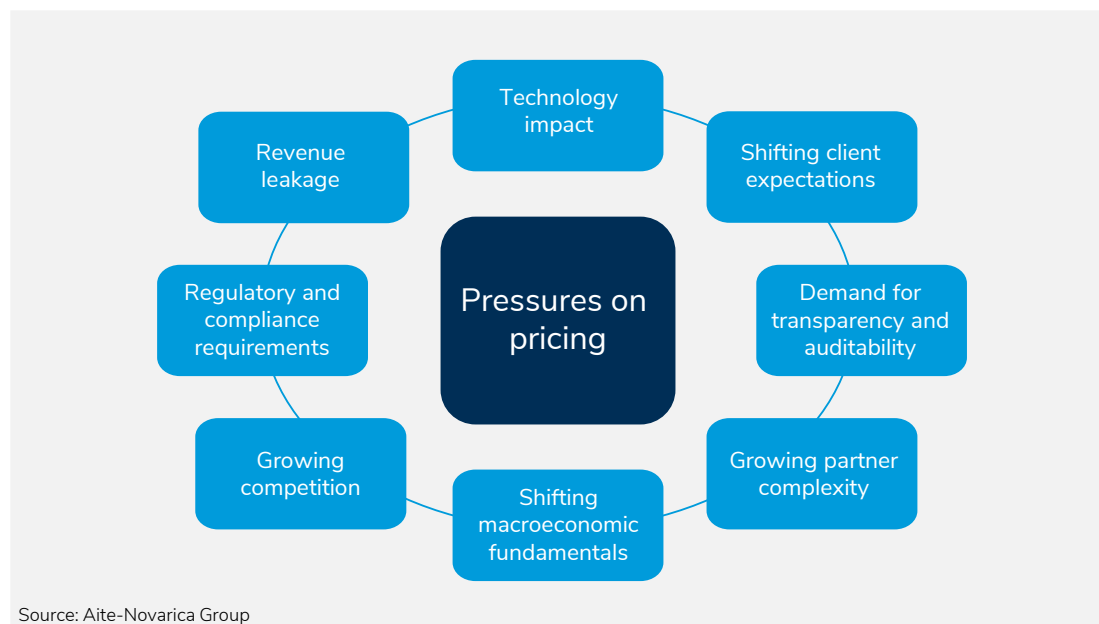 Technology
impact
Shifting client
expectations
Demand for
transparency and
auditability
Growing partner
complexity
Shifting
macroeconomic
fundamentals
Growing
competition
Regulatory and
compliance
requirements
Revenue
leakage
Pressures on
pricing
Source: Aite-Novarica Group